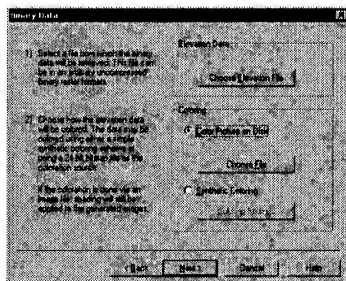 Binary Data
1) Select a file from which the binary
data will be retrieved. This file can
be in an arbitrary uncompressed
binary raster format.
Elevation Data
Choose Elevation File
2) Choose how the elevation data
will be colored. The data may be
colored using either a simple
synthetic coloring scheme or
using a 24-bit bitmap file as the
coloration source.
If the coloration is done via an
image file shading will still be
applied to the generated images.
Coloring
Color Picture on Disk
Choose File
Synthetic Coloring
< Back
Next >
Cancel
Help